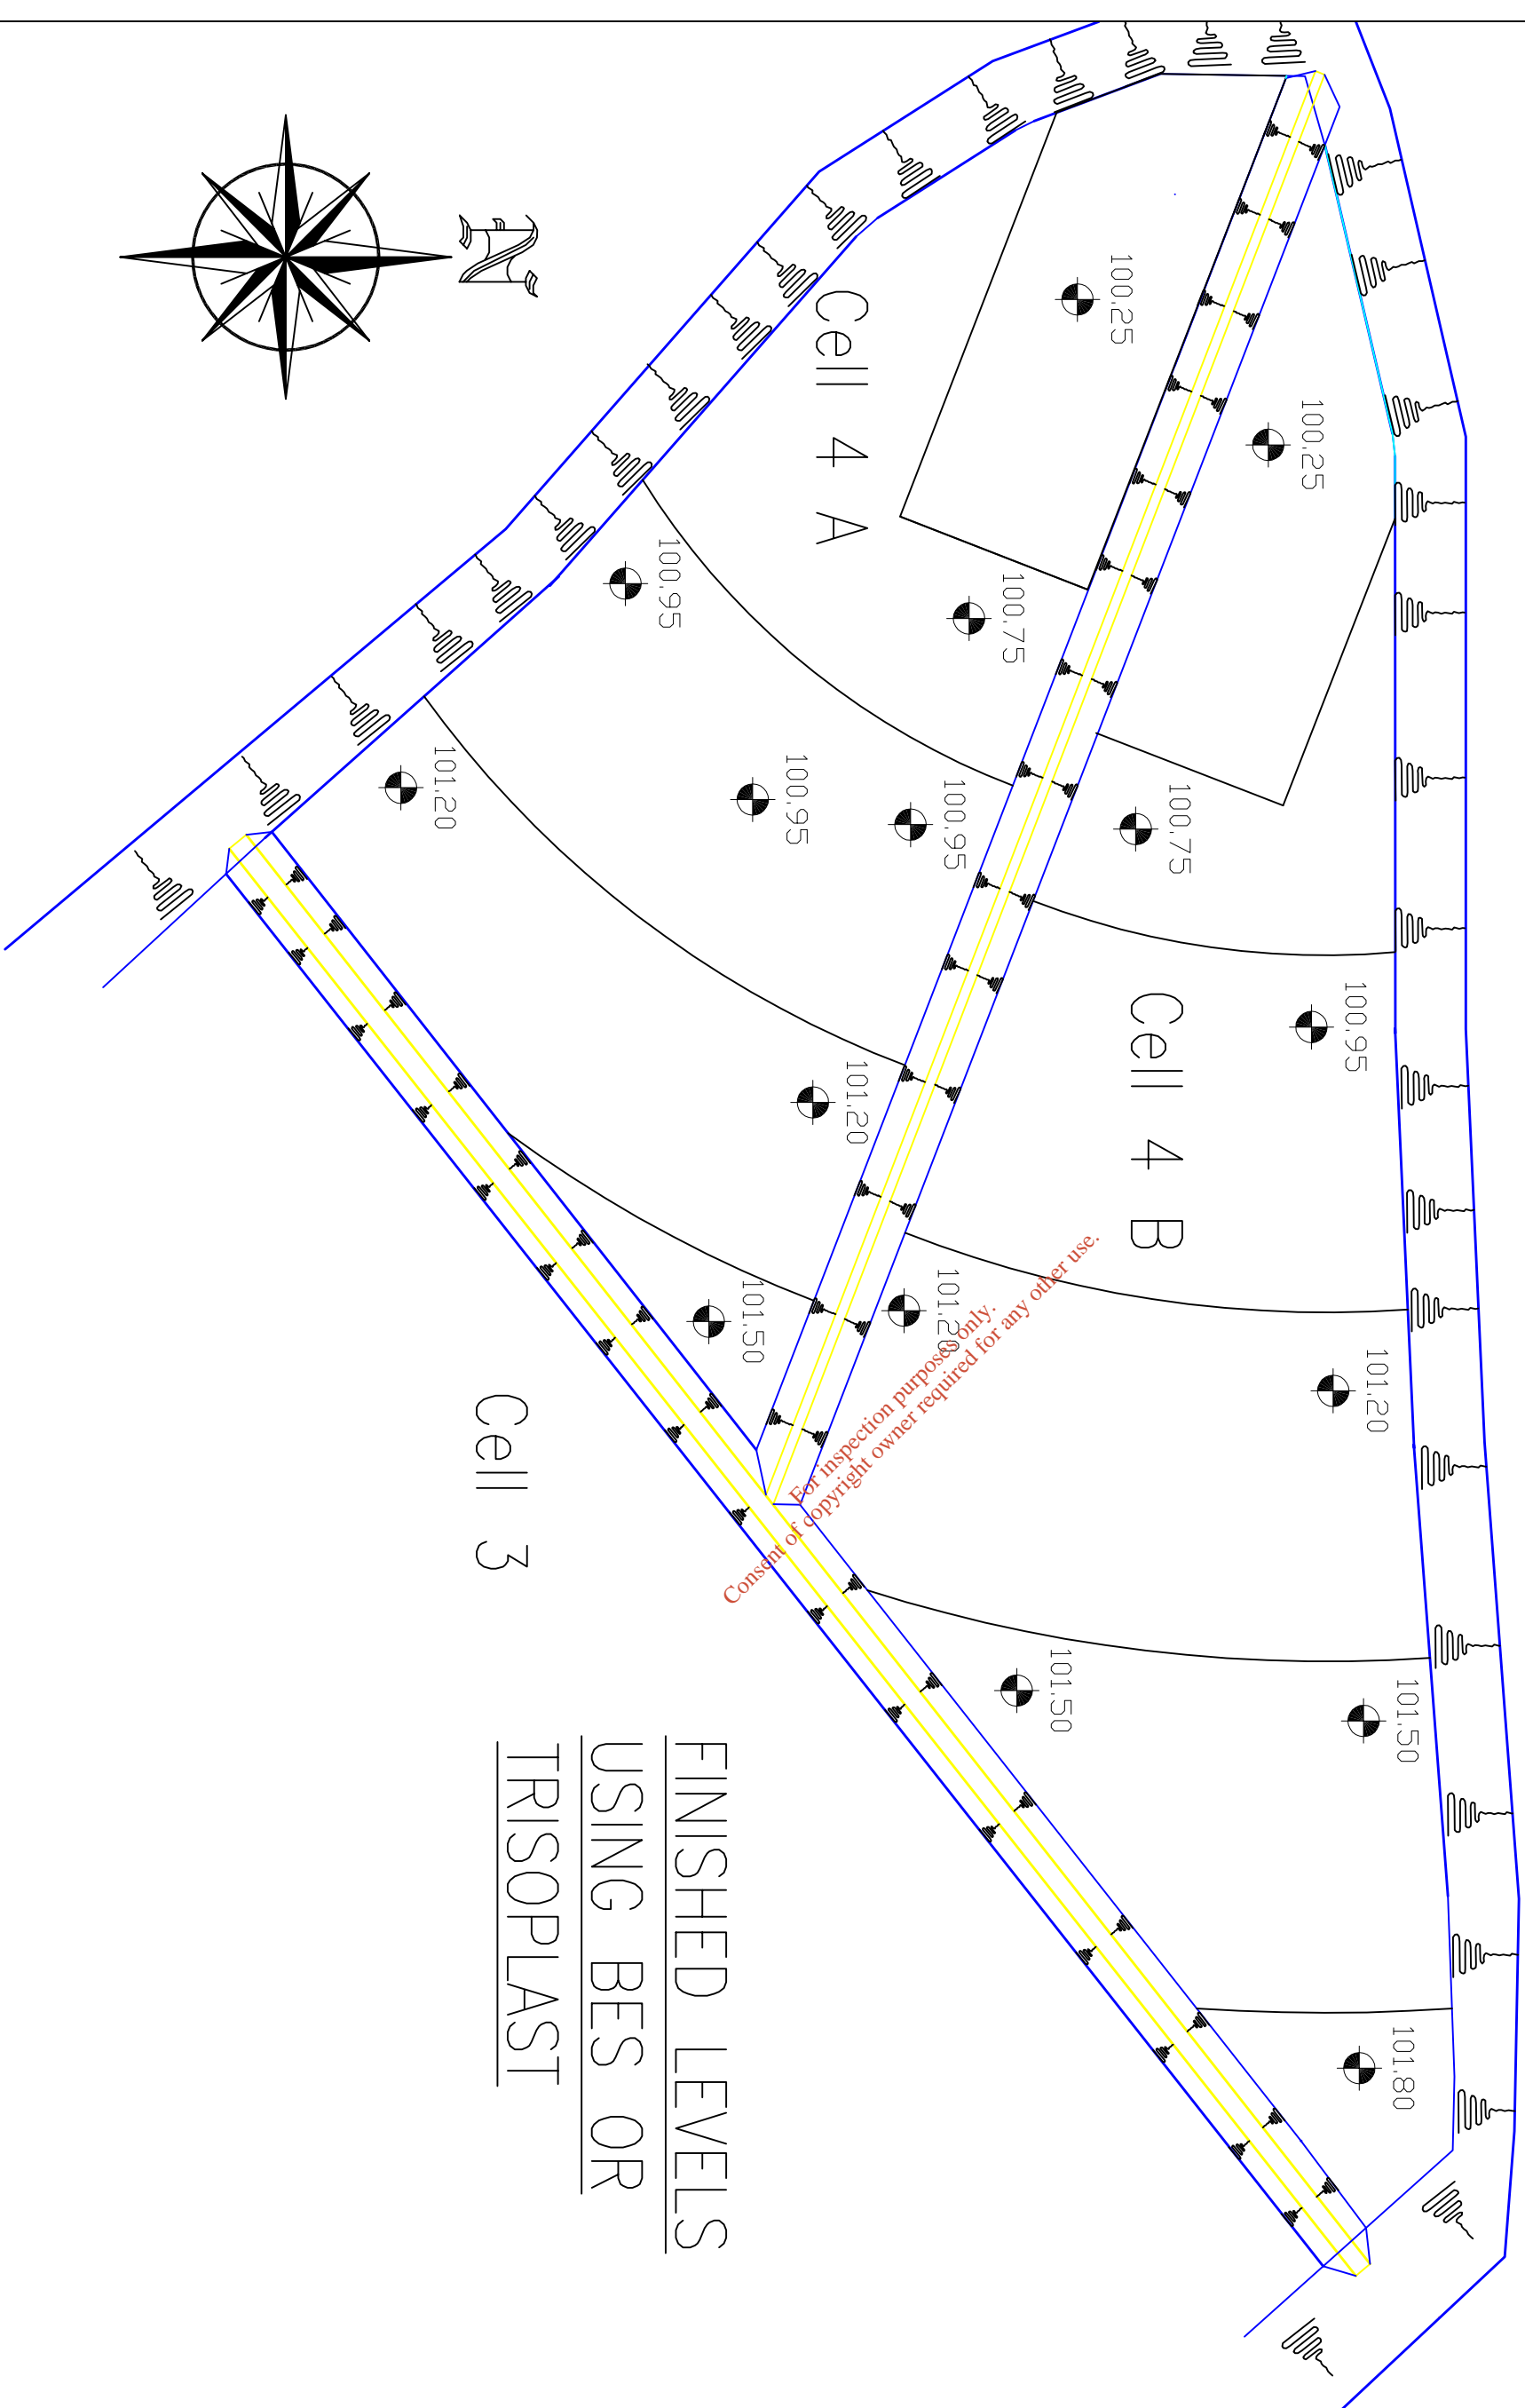 N
100.25
100.25
Cell 4 A
100.95
100.75
101.20
100.95
100.95
100.75
Cell 4 B
100.95
101.20
101.50
101.20
101.20
Cell 3
101.50
101.50
101.80
FINISHED LEVELS
USING BES OR
TRISOPLAST
For inspection purposes only.
Consent of copyright owner required for any other use.